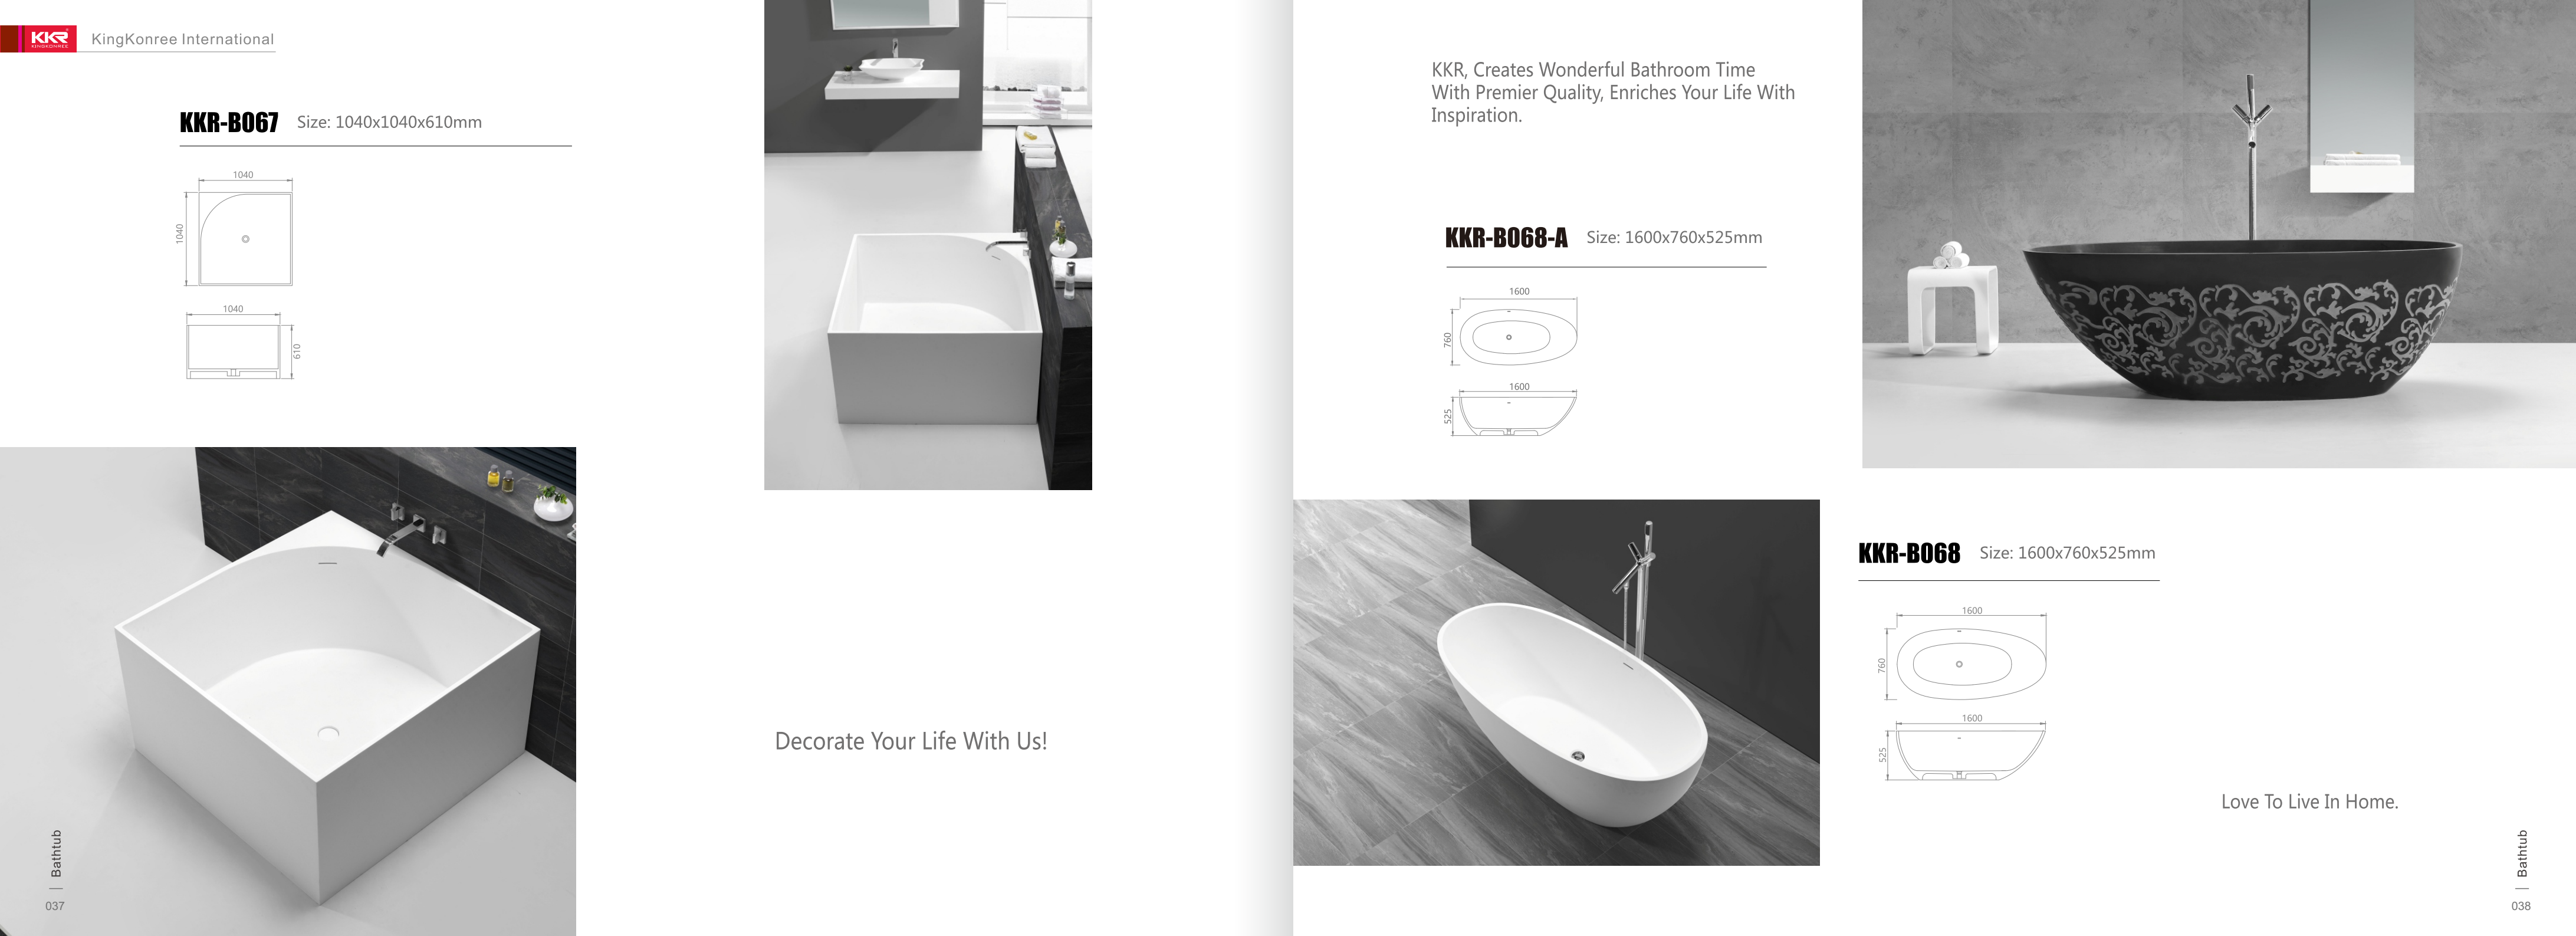 KKR
KINGKONREE
KingKonree International
KKR-B067 Size: 1040x1040x610mm
1040
1040
1040
610
Decorate Your Life With Us!
Bathtub
037
KKR, Creates Wonderful Bathroom Time
With Premier Quality, Enriches Your Life With
Inspiration.
KKR-B068-A Size: 1600x760x525mm
1600
760
1600
525
KKR-B068 Size: 1600x760x525mm
1600
760
1600
525
Love To Live In Home.
Bathtub
038